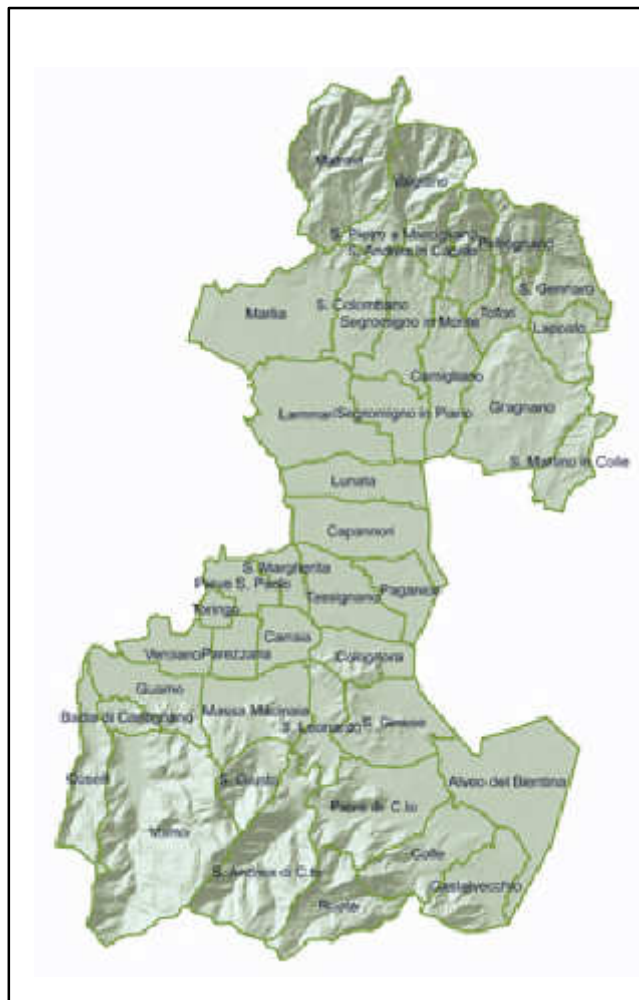 Matraia
Valgiano
S. Pietro a Marcigliano
S. Andrea in Caprile
Petrognano
S. Gennaro
S. Colombano
Marlia
Segromigno in Monte
Tofori
Lappato
Camigliano
Gragnano
Lammari
Segromigno in Piano
S. Martino in Colle
Lunata
Capannori
S. Margherita
Pieve S. Paolo
Paganico
Tassignano
Toringo
Carraia
Verciano
Parezzana
Colognora
Guamo
Massa Macinaia
Badia di Cantignano
S. Leonardo
S. Ginese
Coselli
S. Giusto
Alveo del Bientina
Pieve di C.to
Vorno
Colle
S. Andrea di C.to
Castelvecchio
Ruota